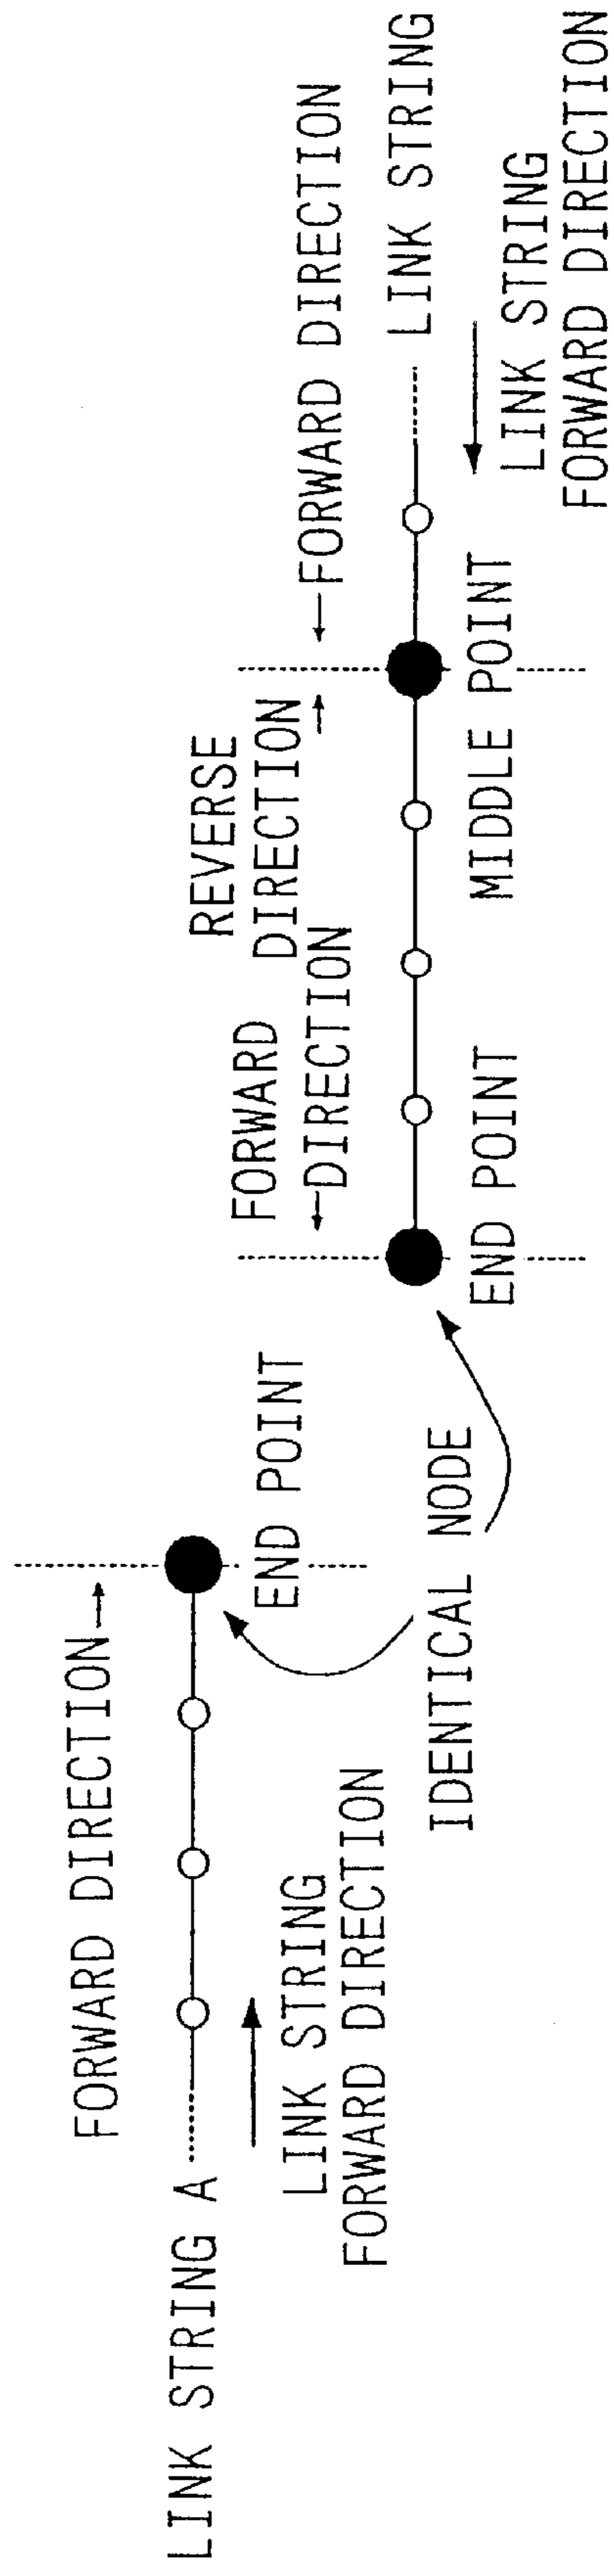 FORWARD DIRECTION
LINK STRING A
LINK STRING
FORWARD DIRECTION
END POINT
IDENTICAL NODE
REVERSE
DIRECTION
FORWARD
DIRECTION
FORWARD DIRECTION
LINK STRING
END POINT
MIDDLE POINT
LINK STRING
FORWARD DIRECTION